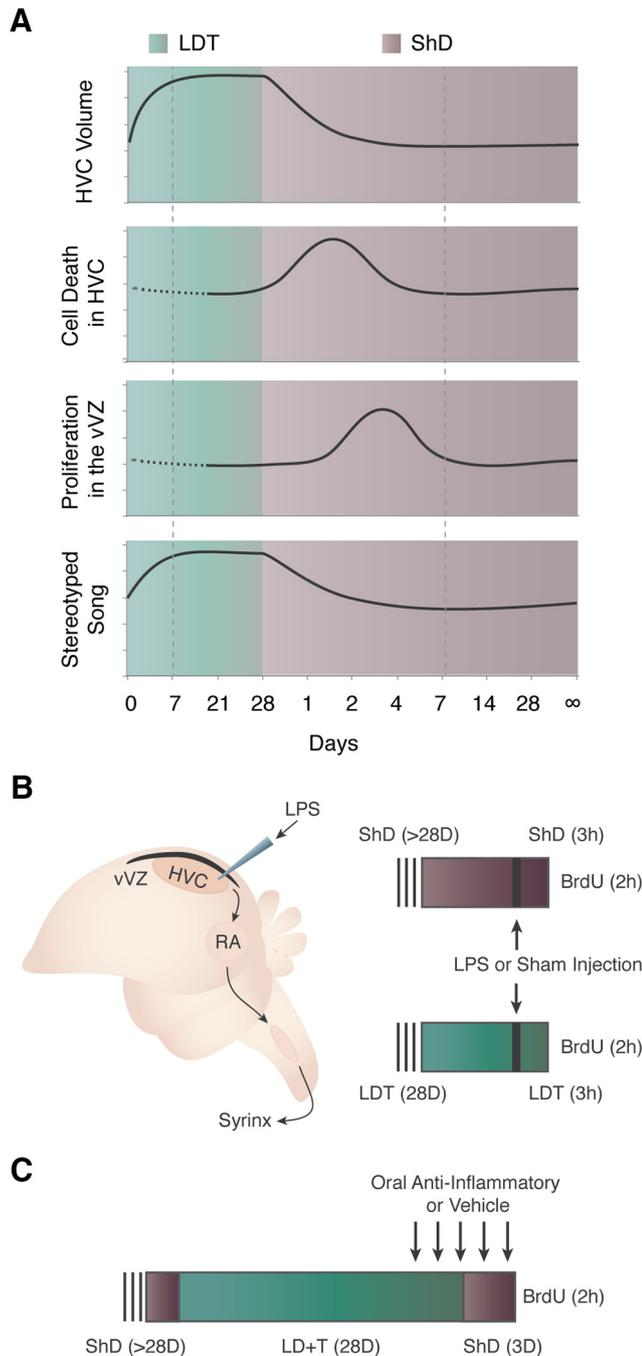 A
LDT
ShD
HVC Volume
Cell Death
in HVC
Proliferation
in the vVZ
Stereotyped
Song
0 7 21 28 1 2 4 7 14 28 ∞
Days
B
LPS
vVZ
HVC
RA
Syrinx
ShD (>28D)
ShD (3h)
BrdU (2h)
LPS or Sham Injection
BrdU (2h)
LDT (28D)
LDT (3h)
C
Oral Anti-Inflammatory
or Vehicle
BrdU (2h)
ShD (>28D)
LD+T (28D)
ShD (3D)